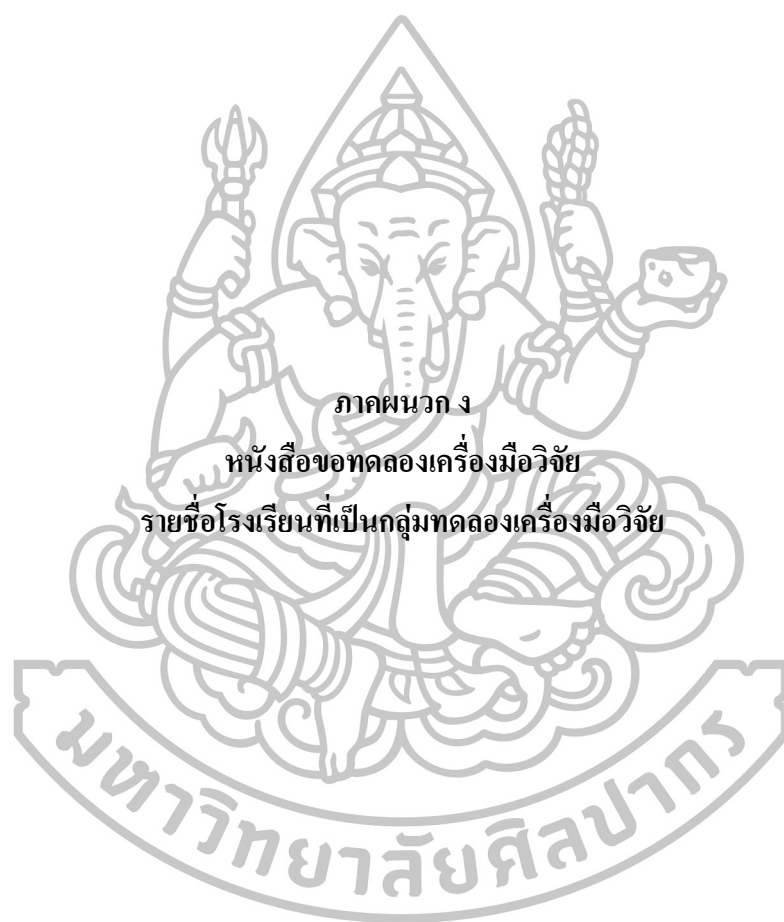 ภาคผนวก ง
หนังสือขอทดลองเครื่องมือวิจัย
รายชื่อโรงเรียนที่เป็นกลุ่มทดลองเครื่องมือวิจัย
มหาวิทยาลัยศิลปากร